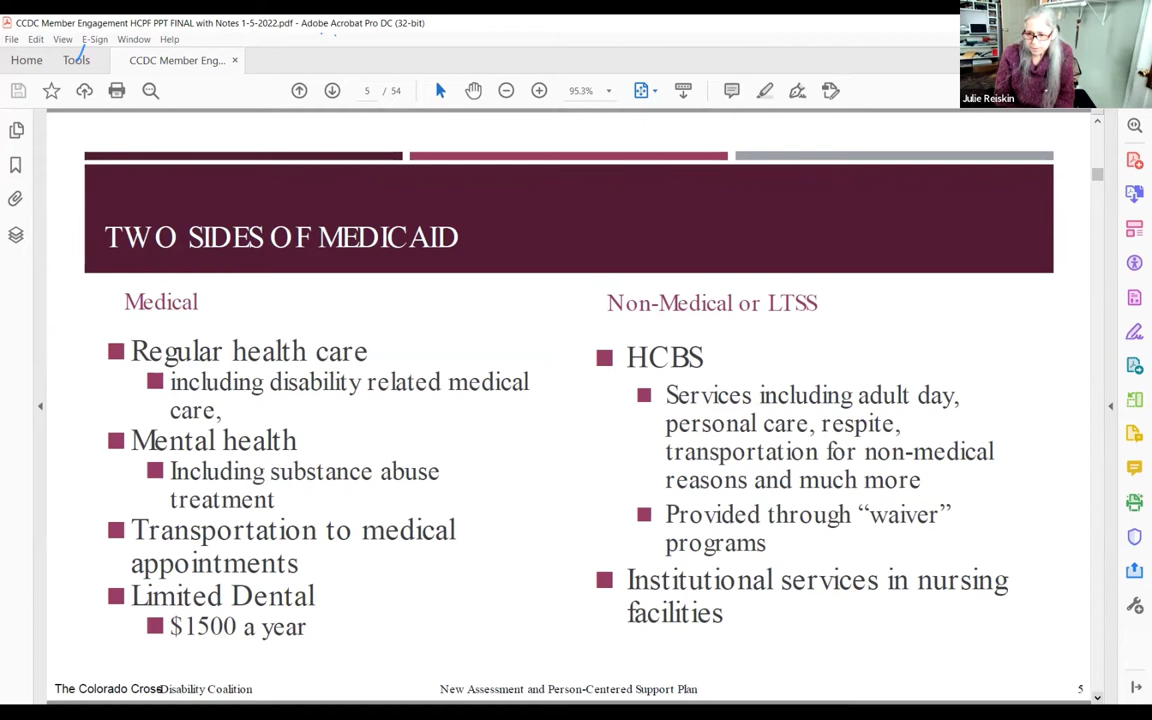 CCDC Member Engagement HCPF PPT FINAL with Notes 1-5-2022.pdf - Adobe Acrobat Pro DC (32-bit)
File Edit View E-Sign Window Help
Home Tools CCDC Member Eng... ×
5 / 54 95.3%
Julie Reiskin
TWO SIDES OF MEDICAID
Medical
Regular health care
including disability related medical
care,
Mental health
Including substance abuse
treatment
Transportation to medical
appointments
Limited Dental
$1500 a year
Non-Medical or LTSS
HCBS
Services including adult day,
personal care, respite,
transportation for non-medical
reasons and much more
Provided through “waiver”
programs
Institutional services in nursing
facilities
The Colorado Cross-Disability Coalition
New Assessment and Person-Centered Support Plan
5